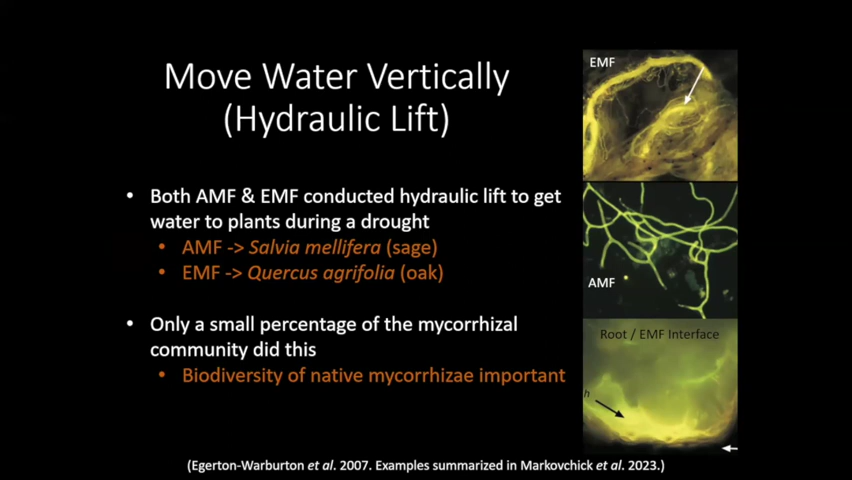 Move Water Vertically
(Hydraulic Lift)
• Both AMF & EMF conducted hydraulic lift to get
water to plants during a drought
• AMF -> Salvia mellifera (sage)
• EMF -> Quercus agrifolia (oak)
• Only a small percentage of the mycorrhizal
community did this
• Biodiversity of native mycorrhizae important
EMF
AMF
Root / EMF Interface
h
(Egerton-Warburton et al. 2007. Examples summarized in Markovchick et al. 2023.)